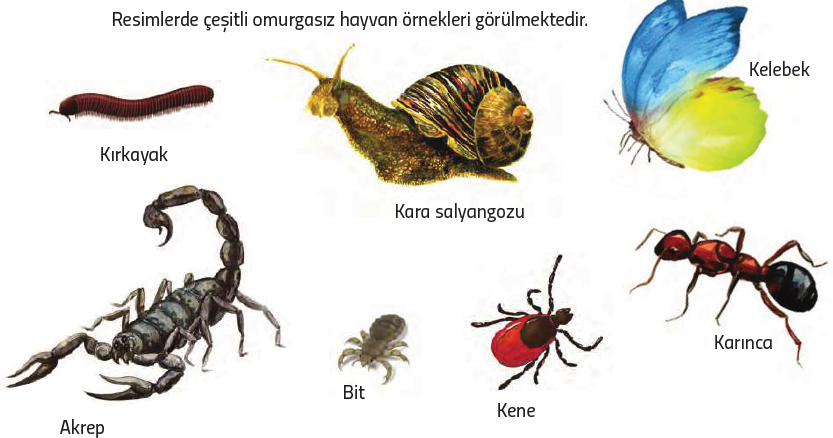 Resimlerde çeşitli omurgasız hayvan örnekleri görülmektedir.
Kelebek
Kırkayak
Kara salyangozu
Karınca
Bit
Kene
Akrep